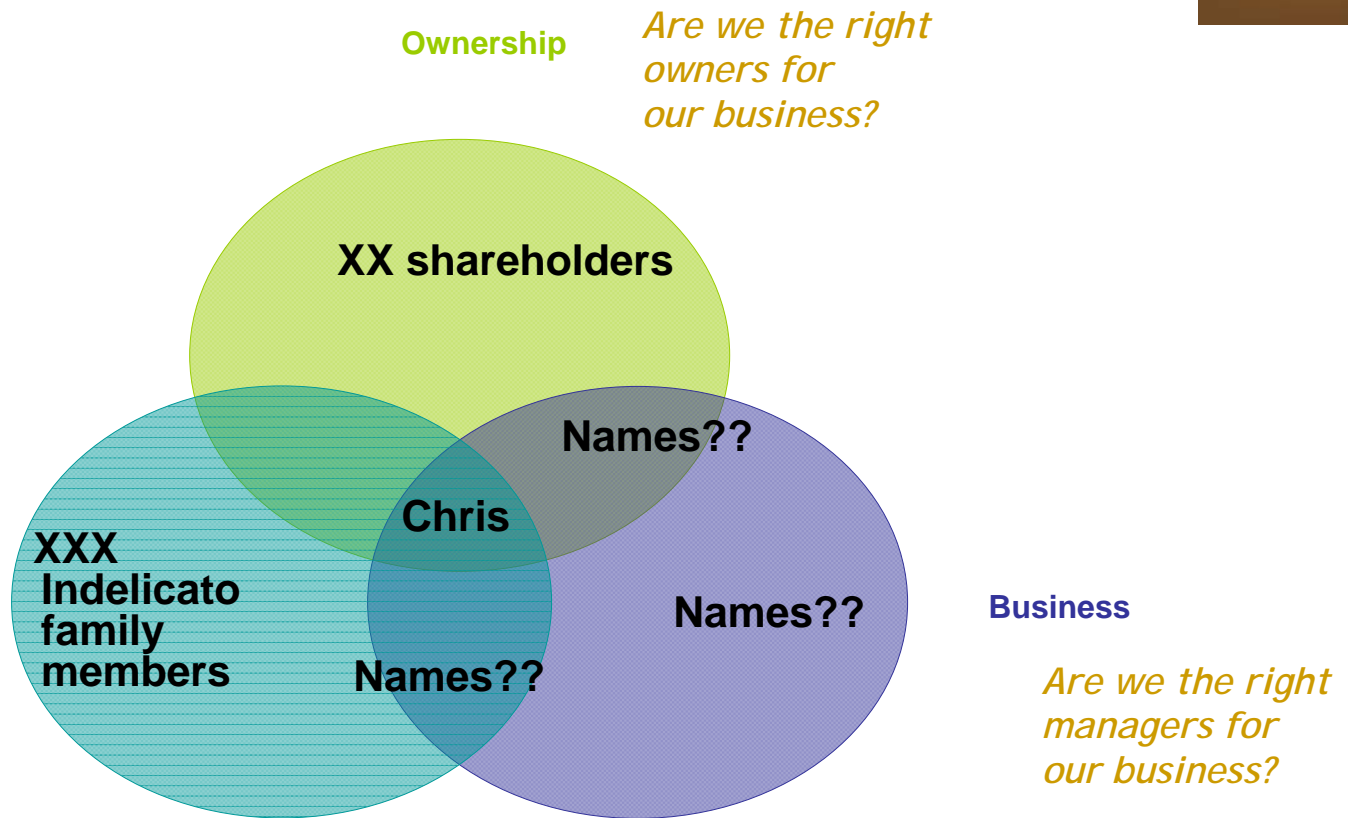 Ownership
Are we the right
owners for
our business?
XX shareholders
Names??
Chris
XXX
Indelicato
family
members
Names??
Names??
Business
Are we the right
managers for
our business?